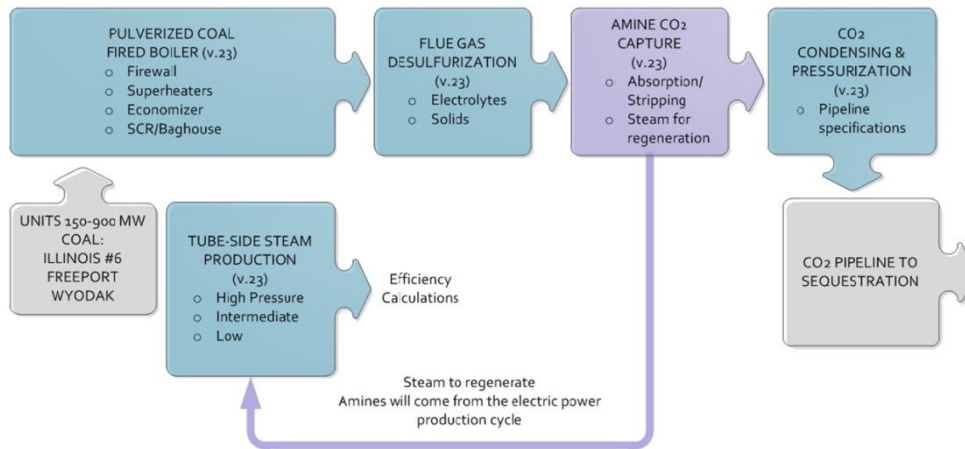 PULVERIZED COAL
FIRED BOILER (v.23)
o Firewall
o Superheaters
o Economizer
o SCR/Baghouse
FLUE GAS
DESULFURIZATION
(v.23)
o Electrolytes
o Solids
AMINE CO2
CAPTURE
(v.23)
o Absorption/
Stripping
o Steam for
regeneration
CO2
CONDENSING &
PRESSURIZATION
(v.23)
o Pipeline
specifications
UNITS 150-900 MW
COAL:
ILLINOIS #6
FREEPORT
WYODAK
TUBE-SIDE STEAM
PRODUCTION
(v.23)
o High Pressure
o Intermediate
o Low
Efficiency
Calculations
CO2 PIPELINE TO
SEQUESTRATION
Steam to regenerate
Amines will come from the electric power
production cycle